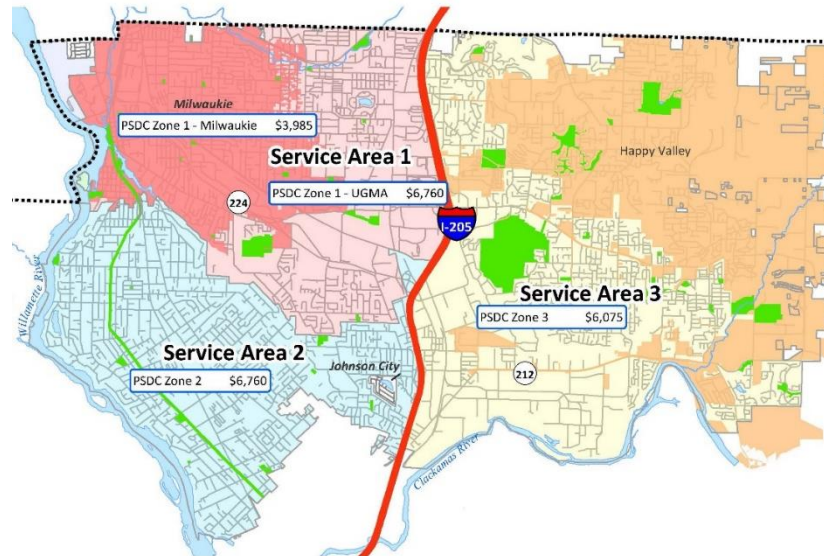 Milwaukie
PSDC Zone 1 - Milwaukie $3,985
Service Area 1
Happy Valley
PSDC Zone 1 - UGMA $6,760
224
I-205
Service Area 3
PSDC Zone 3 $6,075
Willamette River
Service Area 2
Johnson City
PSDC Zone 2 $6,760
212
Clackamas River